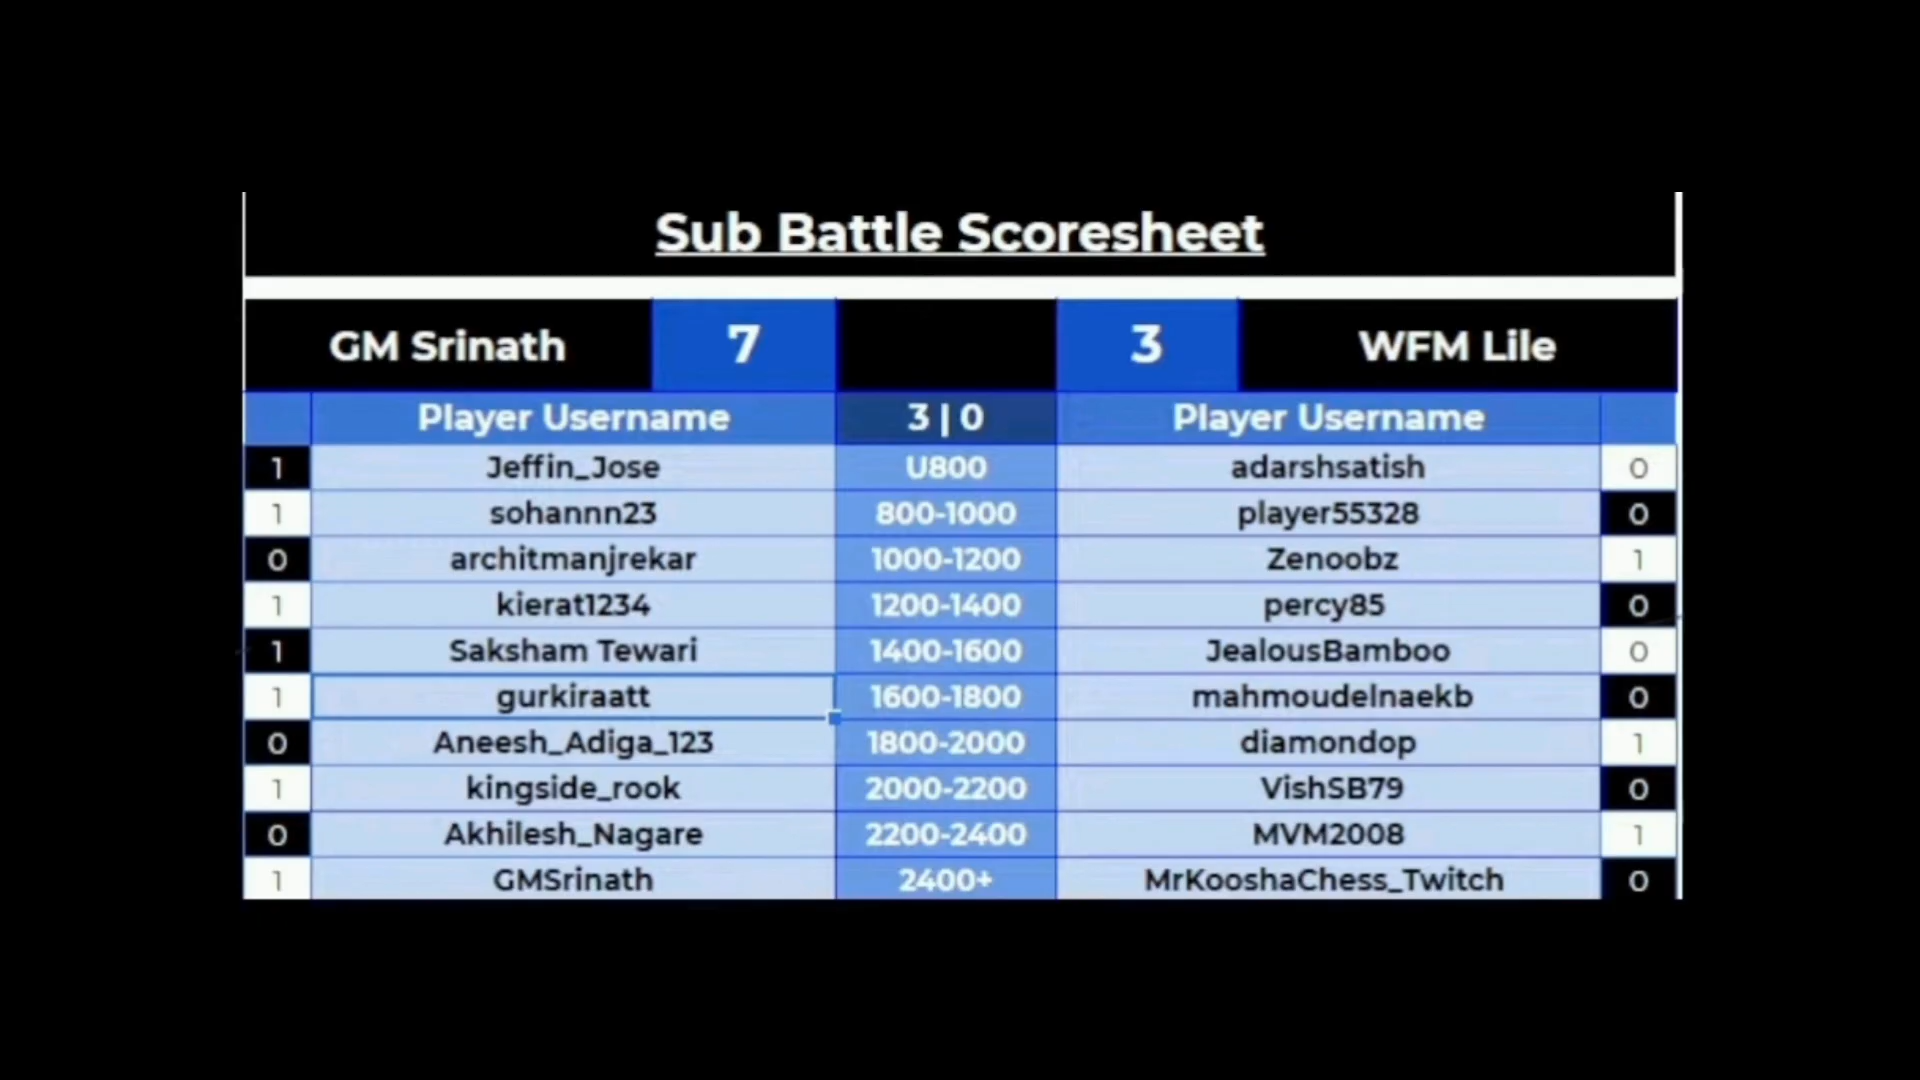 Sub Battle Scoresheet
GM Srinath 7 3 WFM Lile
Player Username 3 | 0 Player Username
1 Jeffin_Jose U800 adarshsatish 0
1 sohannn23 800-1000 player55328 0
0 architmanjrekar 1000-1200 Zenoobz 1
1 kierat1234 1200-1400 percy85 0
1 Saksham Tewari 1400-1600 JealousBamboo 0
1 gurkiraatt 1600-1800 mahmoudelnaekb 0
0 Aneesh_Adiga_123 1800-2000 diamondop 1
1 kingside_rook 2000-2200 VishSB79 0
0 Akhilesh_Nagare 2200-2400 MVM2008 1
1 GMSrinath 2400+ MrKooshaChess_Twitch 0